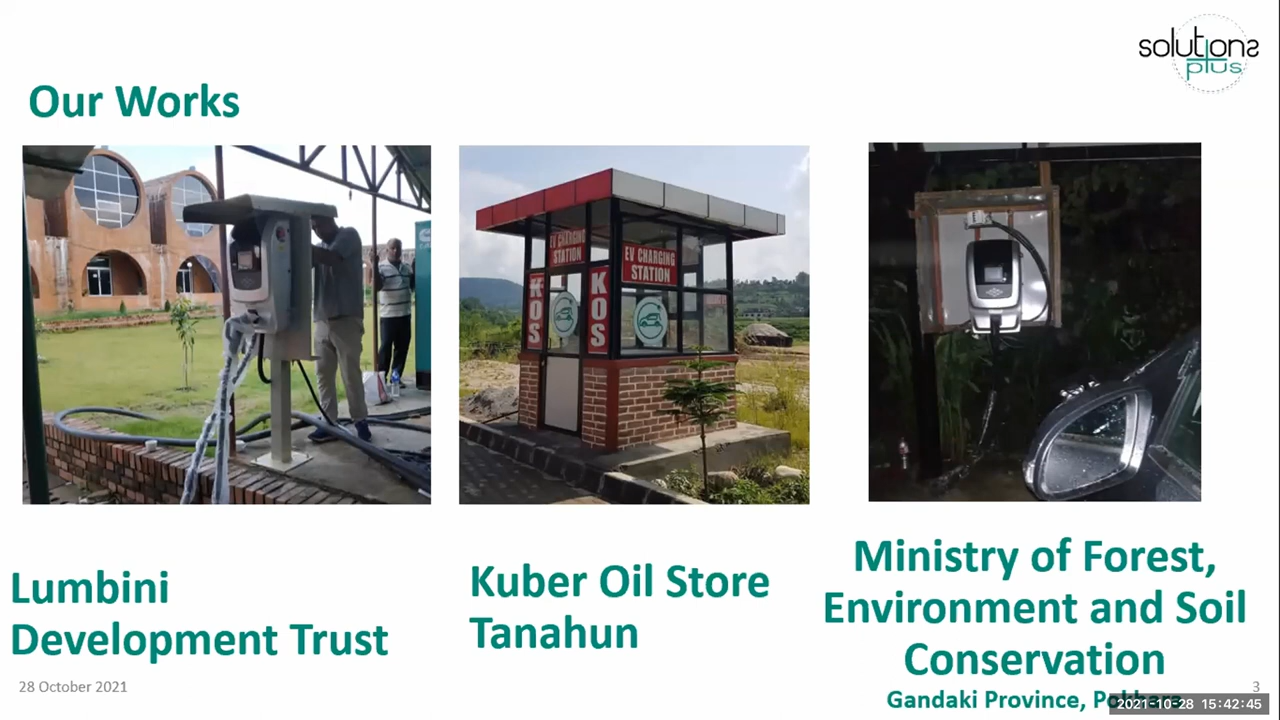 solutions
plus
Our Works
EV CHARGING
STATION
EV CHARGING
STATION
KOS
KOS
Lumbini
Development Trust
Kuber Oil Store
Tanahun
Ministry of Forest,
Environment and Soil
Conservation
Gandaki Province,
28 October 2021
3
2021-10-28 15:42:45